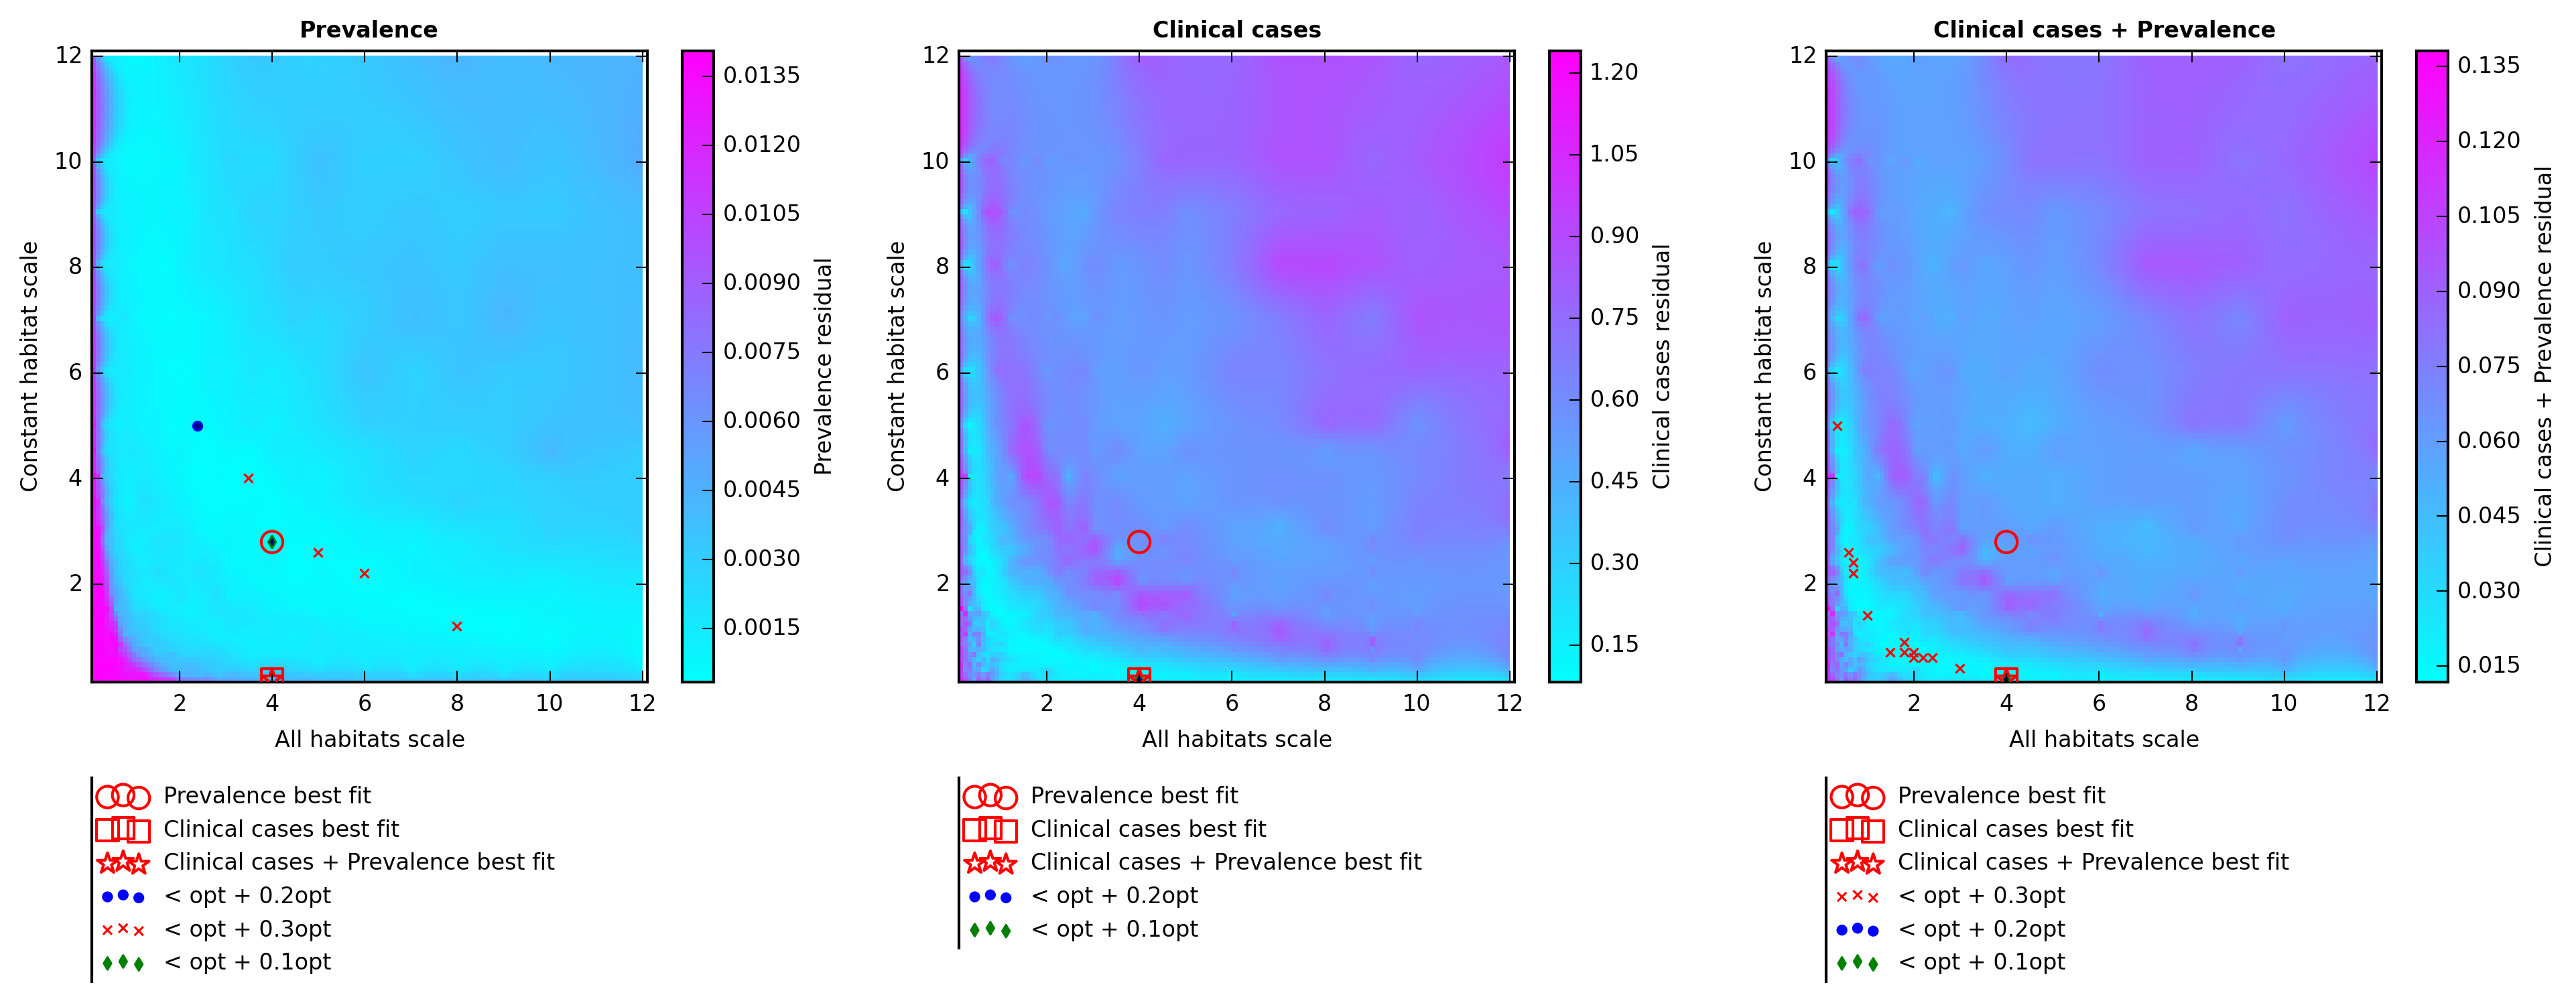 Prevalence
12
10
8
6
4
2
Constant habitat scale
2 4 6 8 10 12
All habitats scale
0.0135
0.0120
0.0105
0.0090
0.0075
0.0060
0.0045
0.0030
0.0015
Prevalence residual
Prevalence best fit
Clinical cases best fit
Clinical cases + Prevalence best fit
< opt + 0.2opt
< opt + 0.3opt
< opt + 0.1opt
Clinical cases
12
10
8
6
4
2
Constant habitat scale
2 4 6 8 10 12
All habitats scale
1.20
1.05
0.90
0.75
0.60
0.45
0.30
0.15
Clinical cases residual
Prevalence best fit
Clinical cases best fit
Clinical cases + Prevalence best fit
< opt + 0.2opt
< opt + 0.1opt
Clinical cases + Prevalence
12
10
8
6
4
2
Constant habitat scale
2 4 6 8 10 12
All habitats scale
0.135
0.120
0.105
0.090
0.075
0.060
0.045
0.030
0.015
Clinical cases + Prevalence residual
Prevalence best fit
Clinical cases best fit
Clinical cases + Prevalence best fit
< opt + 0.3opt
< opt + 0.2opt
< opt + 0.1opt